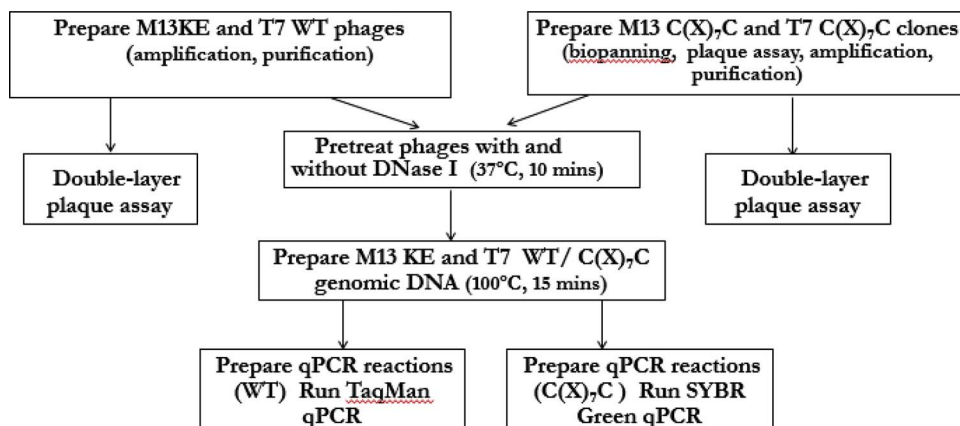 Prepare M13KE and T7 WT phages
(amplification, purification)
Prepare M13 C(X)₇C and T7 C(X)₇C clones
(biopanning, plaque assay, amplification,
purification)
Pretreat phages with and
without DNase I (37°C, 10 mins)
Double-layer
plaque assay
Double-layer
plaque assay
Prepare M13 KE and T7 WT/ C(X)₇C
genomic DNA (100°C, 15 mins)
Prepare qPCR reactions
(WT) Run TaqMan
qPCR
Prepare qPCR reactions
(C(X)₇C ) Run SYBR
Green qPCR